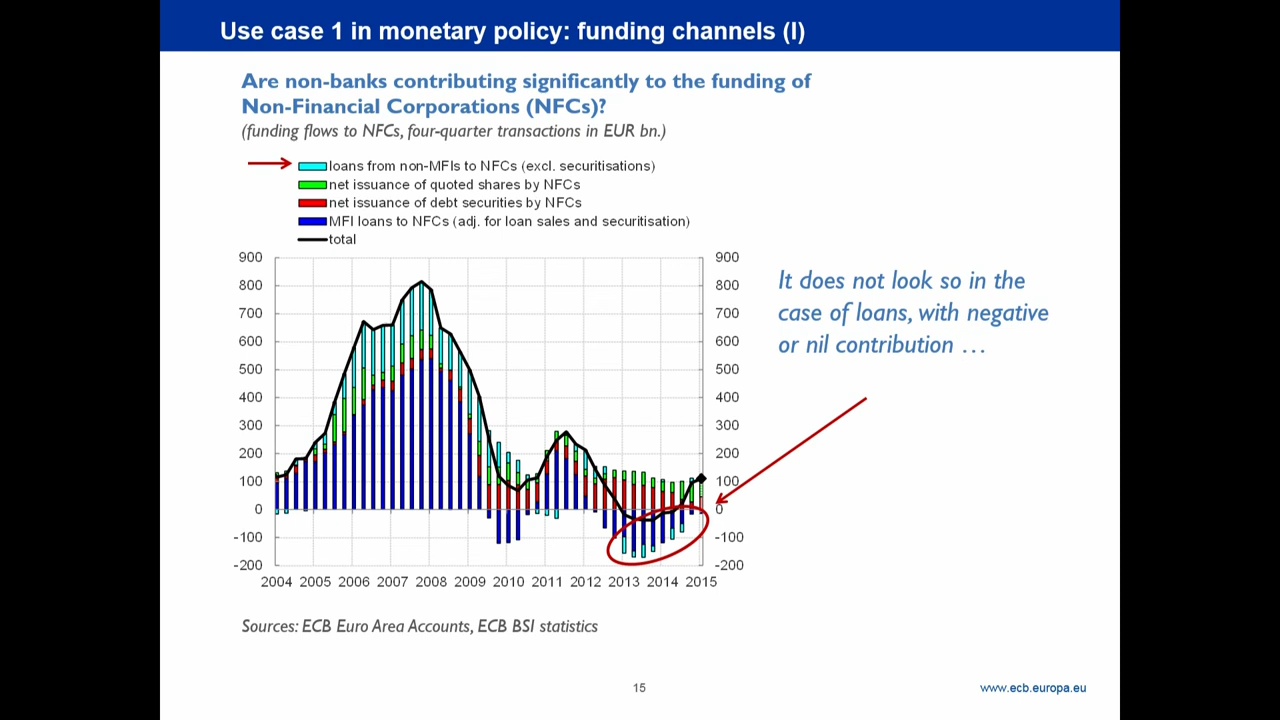 Use case 1 in monetary policy: funding channels (I)
Are non-banks contributing significantly to the funding of
Non-Financial Corporations (NFCs)?
(funding flows to NFCs, four-quarter transactions in EUR bn.)
loans from non-MFIs to NFCs (excl. securitisations)
net issuance of quoted shares by NFCs
net issuance of debt securities by NFCs
MFI loans to NFCs (adj. for loan sales and securitisation)
total
900 900
800 800
700 700
600 600
500 500
400 400
300 300
200 200
100 100
0 0
-100 -100
-200 -200
2004 2005 2006 2007 2008 2009 2010 2011 2012 2013 2014 2015
It does not look so in the
case of loans, with negative
or nil contribution …
Sources: ECB Euro Area Accounts, ECB BSI statistics
15
www.ecb.europa.eu